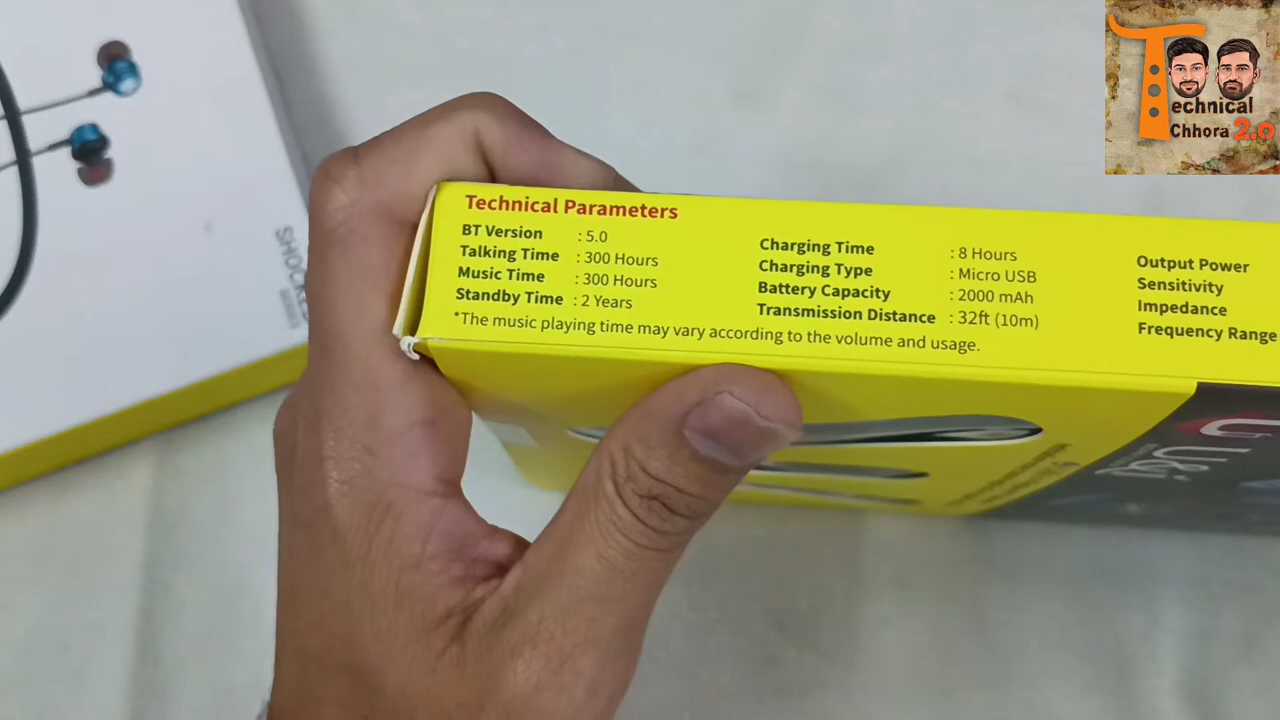 Technical Parameters
BT Version : 5.0
Talking Time : 300 Hours
Music Time : 300 Hours
Standby Time : 2 Years
*The music playing time may vary according to the volume and usage.
Charging Time : 8 Hours
Charging Type : Micro USB
Battery Capacity : 2000 mAh
Transmission Distance : 32ft (10m)
Output Power
Sensitivity
Impedance
Frequency Range
U&i
Technical
Chhora 2.0